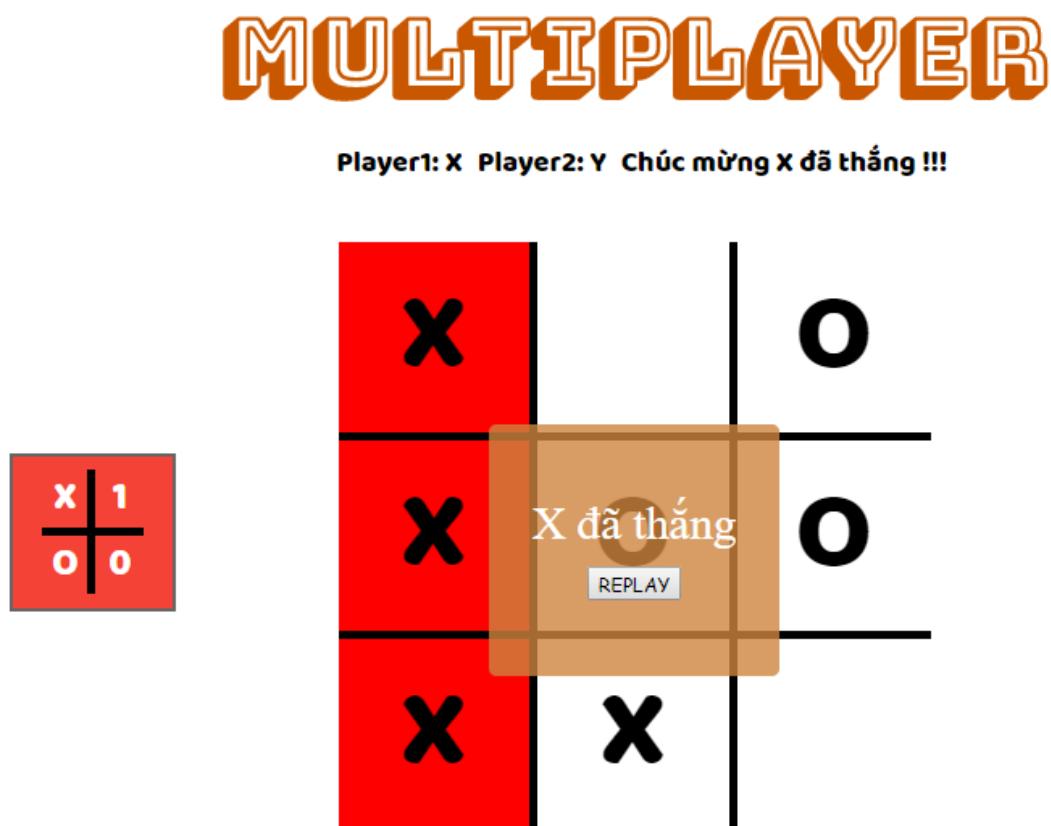 MULTIPLAYER
Player1: X Player2: Y Chúc mừng X đã thắng !!!
X O
X 1
O 0
X O O
X đã thắng
REPLAY
X X